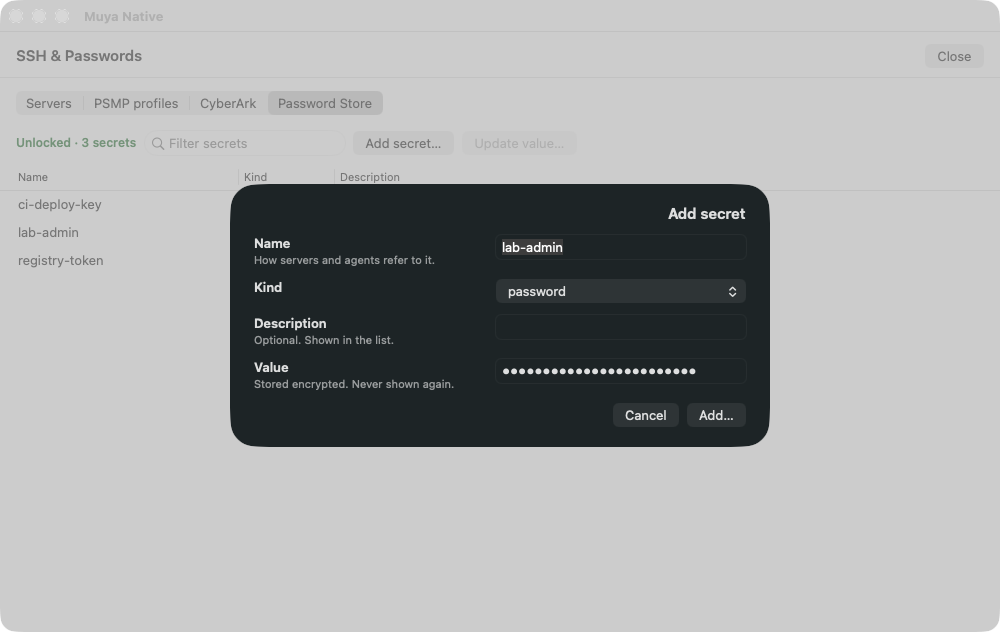 Muya Native
SSH & Passwords
Close
Servers
PSMP profiles
CyberArk
Password Store
Unlocked · 3 secrets
Filter secrets
Add secret...
Update value...
Name
Kind
Description
ci-deploy-key
lab-admin
registry-token
Add secret
Name
lab-admin
How servers and agents refer to it.
Kind
password
Description
Optional. Shown in the list.
Value
●●●●●●●●●●●●●●●●●●●●●●●●
Stored encrypted. Never shown again.
Cancel
Add...